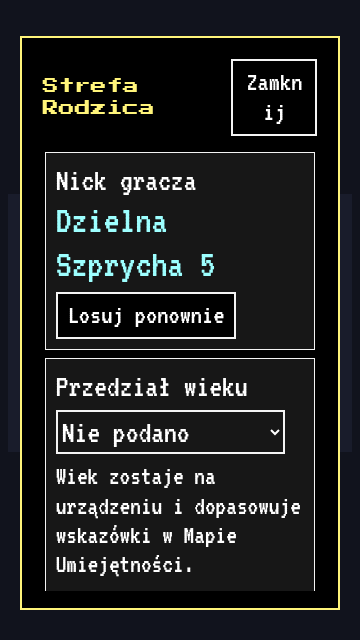 Strefa
Rodzica
Zamkn
ij
Nick gracza
Dzielna
Szprycha 5
Losuj ponownie
Przedział wieku
Nie podano
Wiek zostaje na
urządzeniu i dopasowuje
wskazówki w Mapie
Umiejętności.